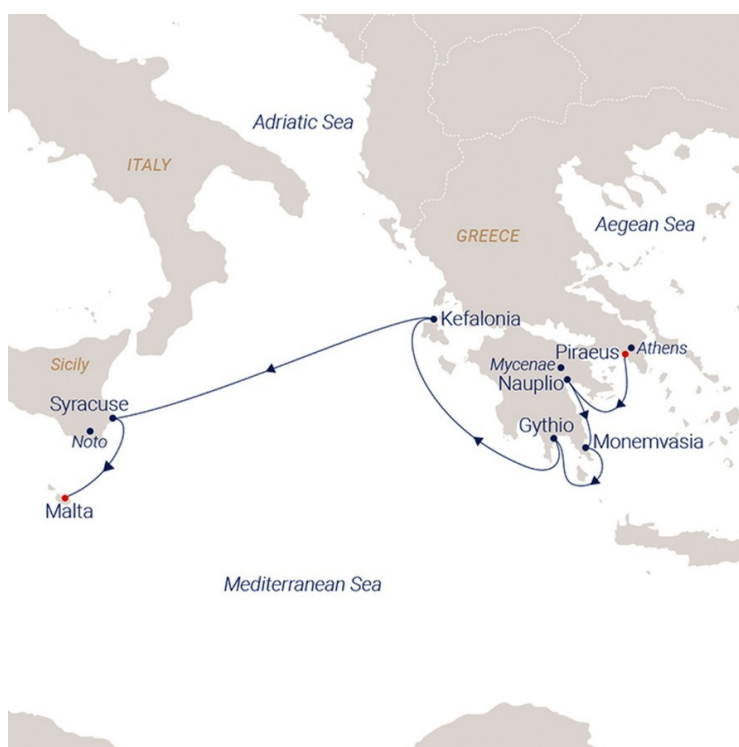 Adriatic Sea
ITALY
Aegean Sea
GREECE
Kefalonia
Piraeus
Athens
Mycenae
Sicily
Nauplio
Syracuse
Gythio
Noto
Monemvasia
Malta
Mediterranean Sea